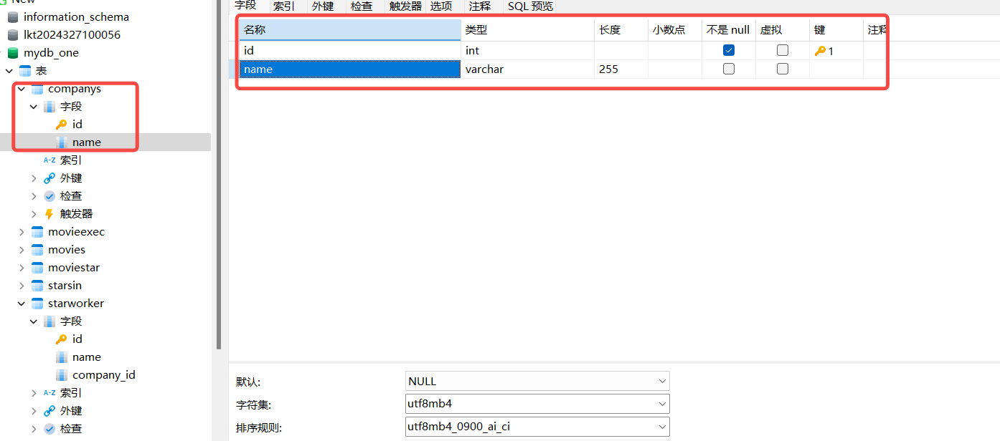 New
information_schema
lkt2024327100056
mydb_one
表
companys
字段
id
name
索引
外键
检查
触发器
movieexec
movies
moviestar
starsin
starworker
字段
id
name
company_id
索引
外键
检查
字段 索引 外键 检查 触发器 选项 注释 SQL 预览
名称 类型 长度 小数点 不是 null 虚拟 键 注释
id int 1
name varchar 255
默认: NULL
字符集: utf8mb4
排序规则: utf8mb4_0900_ai_ci